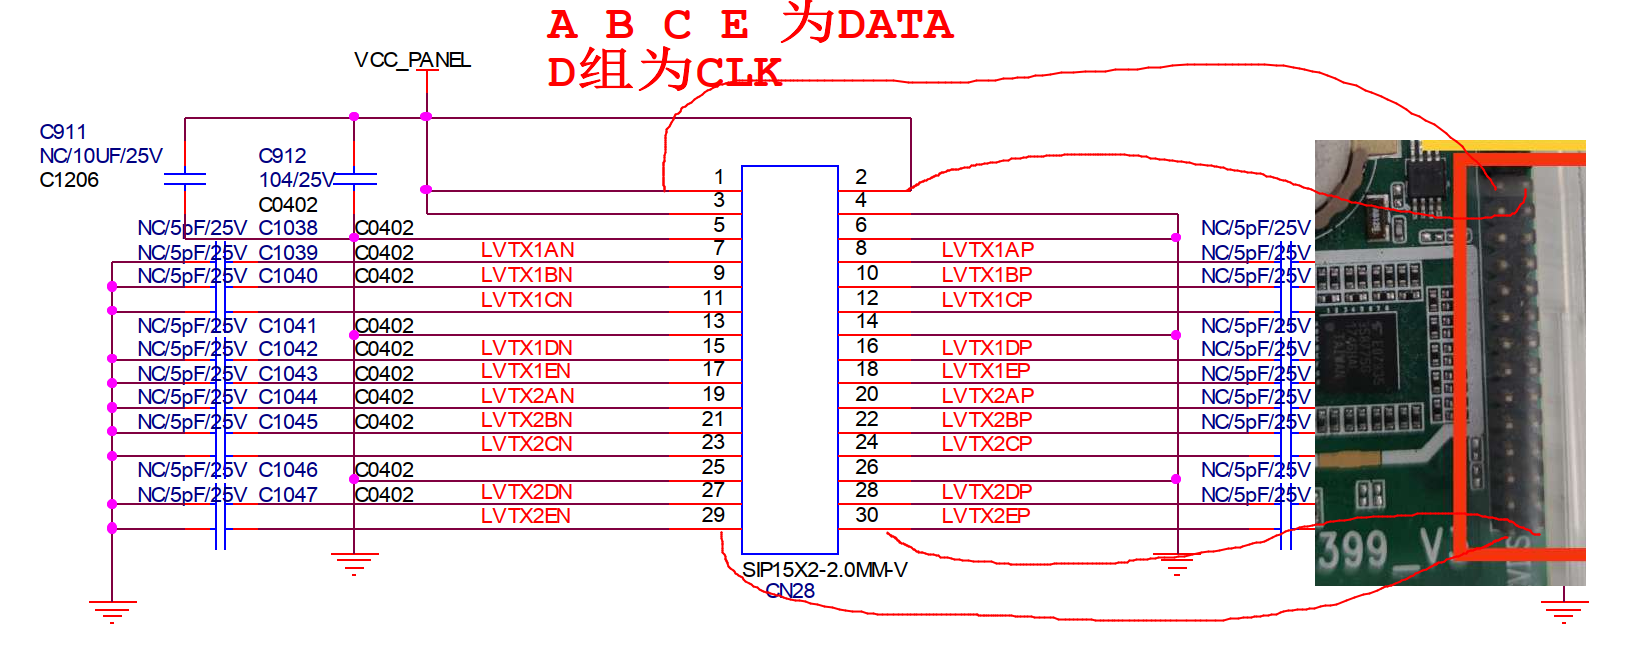 A B C E 为DATA
D组为CLK
VCC_PANEL
C911
NC/10UF/25V
C1206
C912
104/25V
C0402
1 2
3 4
NC/5pF/25V C1038 C0402 5 6 NC/5pF/25V
NC/5pF/25V C1039 C0402 LVTX1AN 7 8 LVTX1AP NC/5pF/25V
NC/5pF/25V C1040 C0402 LVTX1BN 9 10 LVTX1BP NC/5pF/25V
LVTX1CN 11 12 LVTX1CP
NC/5pF/25V C1041 C0402 13 14 NC/5pF/25V
NC/5pF/25V C1042 C0402 LVTX1DN 15 16 LVTX1DP NC/5pF/25V
NC/5pF/25V C1043 C0402 LVTX1EN 17 18 LVTX1EP NC/5pF/25V
NC/5pF/25V C1044 C0402 LVTX2AN 19 20 LVTX2AP NC/5pF/25V
NC/5pF/25V C1045 C0402 LVTX2BN 21 22 LVTX2BP NC/5pF/25V
LVTX2CN 23 24 LVTX2CP
NC/5pF/25V C1046 C0402 25 26 NC/5pF/25V
NC/5pF/25V C1047 C0402 LVTX2DN 27 28 LVTX2DP NC/5pF/25V
LVTX2EN 29 30 LVTX2EP
SIP15X2-2.0MM-V
CN28
399_V